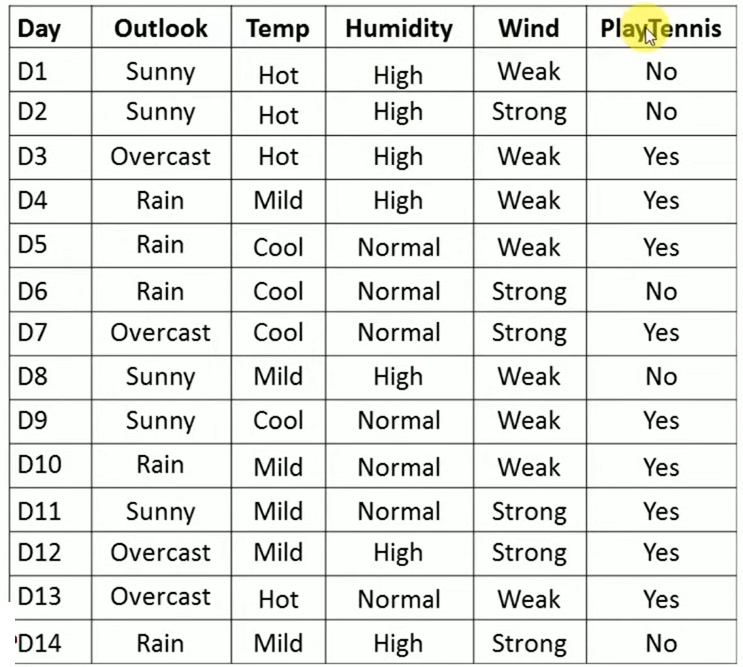 Day Outlook Temp Humidity Wind PlayTennis
D1 Sunny Hot High Weak No
D2 Sunny Hot High Strong No
D3 Overcast Hot High Weak Yes
D4 Rain Mild High Weak Yes
D5 Rain Cool Normal Weak Yes
D6 Rain Cool Normal Strong No
D7 Overcast Cool Normal Strong Yes
D8 Sunny Mild High Weak No
D9 Sunny Cool Normal Weak Yes
D10 Rain Mild Normal Weak Yes
D11 Sunny Mild Normal Strong Yes
D12 Overcast Mild High Strong Yes
D13 Overcast Hot Normal Weak Yes
D14 Rain Mild High Strong No